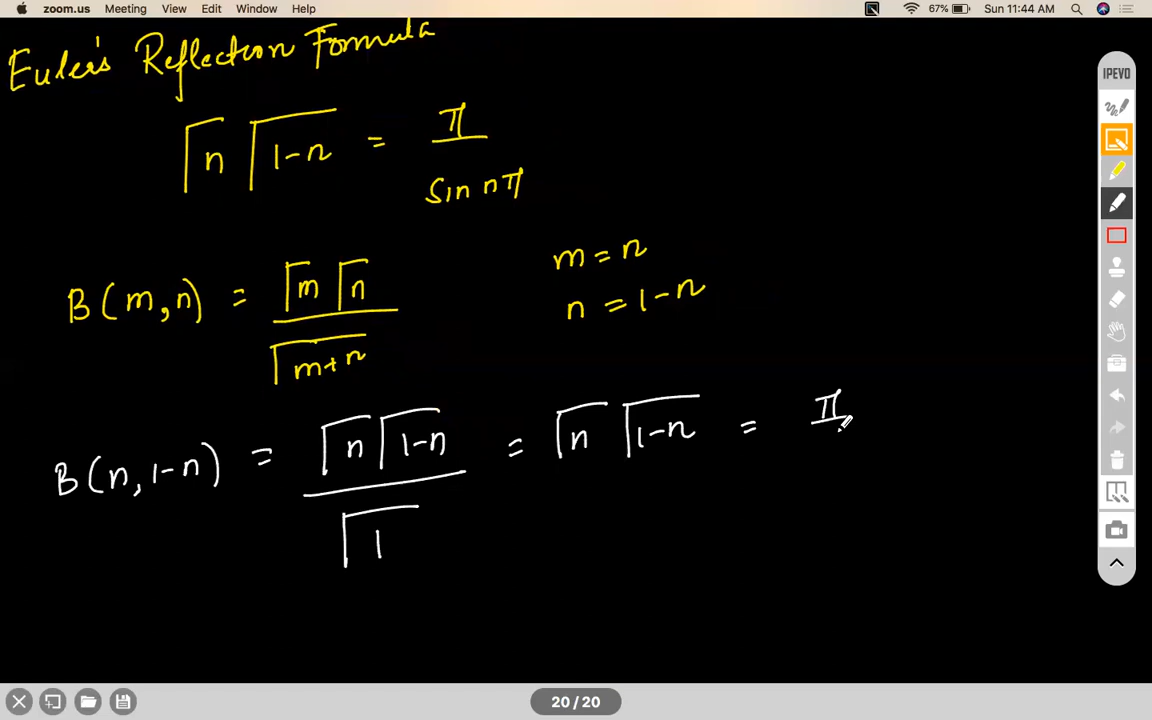 zoom.us Meeting View Edit Window Help 67% Sun 11:44 AM
Euler's Reflection Formula
IPEVO
Γn Γ1-n = π / sin nπ
B(m,n) = Γm Γn / Γm+n
m = n
n = 1-n
B(n, 1-n) = Γn Γ1-n / Γ1 = Γn Γ1-n = π
20/20